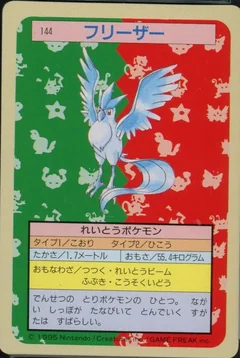 144
フリーザー
れいとうポケモン
タイプ1／こおり タイプ2／ひこう
たかさ／1.7メートル おもさ／55.4キログラム
おもなわざ／つつく・れいとうビーム
ふぶき・こうそくいどう
でんせつの とりポケモンの ひとつ。 なが
い しっぽが たなびいて とんでいく すが
たは すばらしい。
© 1995 Nintendo／Creatures inc.／GAME FREAK inc.